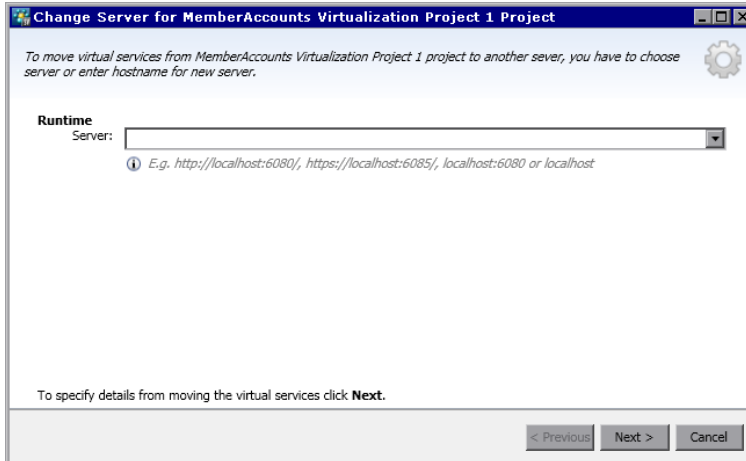 Change Server for MemberAccounts Virtualization Project 1 Project
To move virtual services from MemberAccounts Virtualization Project 1 project to another sever, you have to choose
server or enter hostname for new server.
Runtime
Server:
E.g. http://localhost:6080/, https://localhost:6085/, localhost:6080 or localhost
To specify details from moving the virtual services click Next.
< Previous Next > Cancel